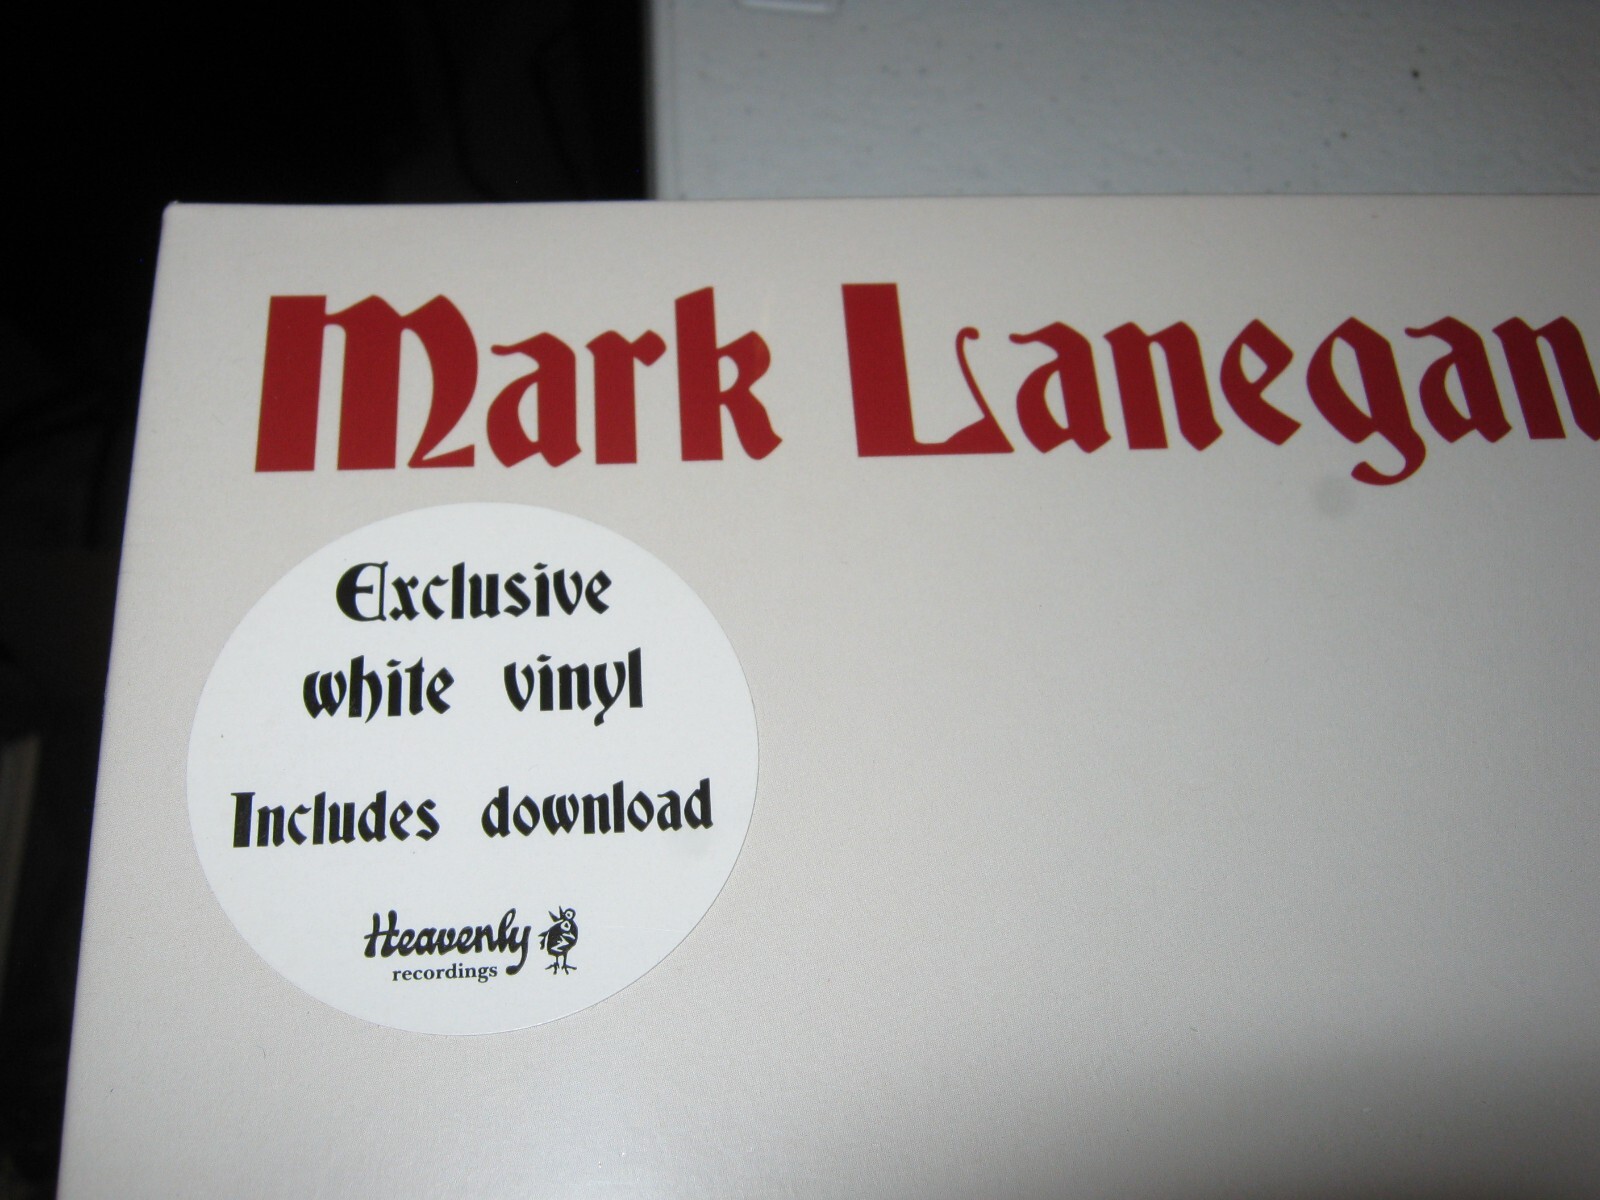 Mark Lanegan
Exclusive
white vinyl
Includes download
Heavenly
recordings